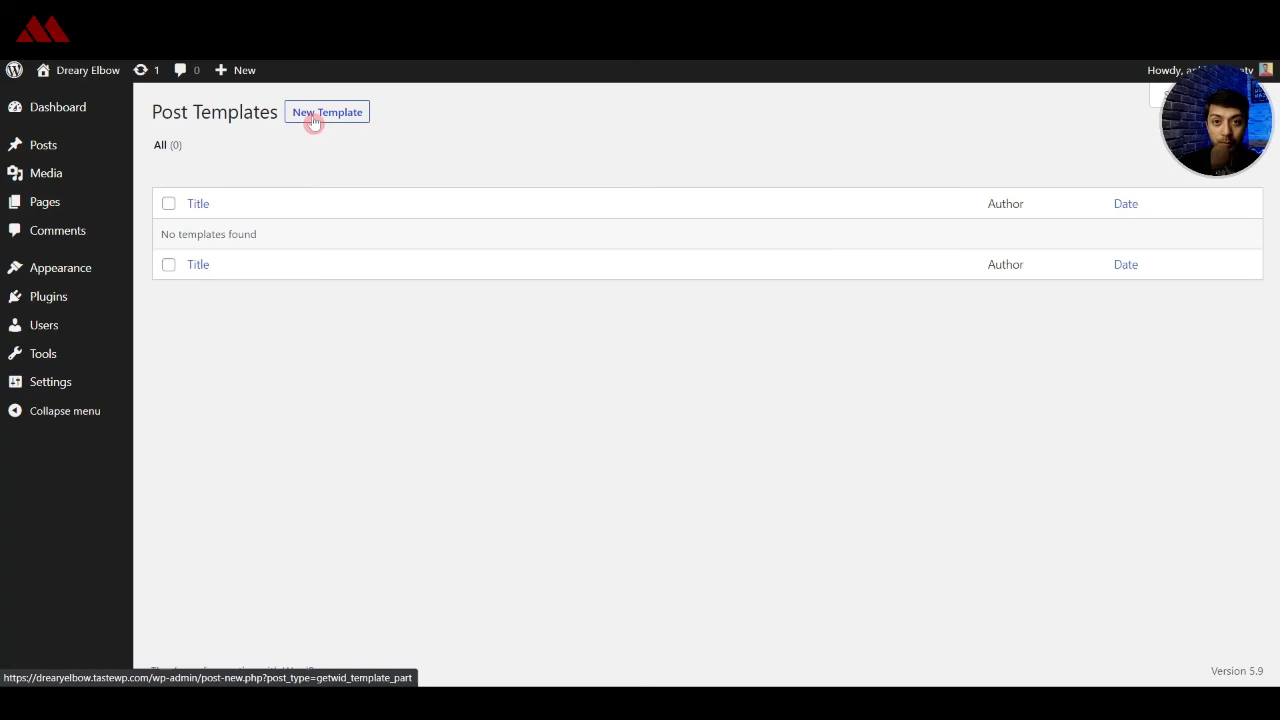 Dreary Elbow
1
0
New
Howdy,
Dashboard
Posts
Media
Pages
Comments
Appearance
Plugins
Users
Tools
Settings
Collapse menu
Post Templates
New Template
All (0)
Title
Author
Date
No templates found
Title
Author
Date
https://drearyelbow.tastewp.com/wp-admin/post-new.php?post_type=getwid_template_part
Version 5.9